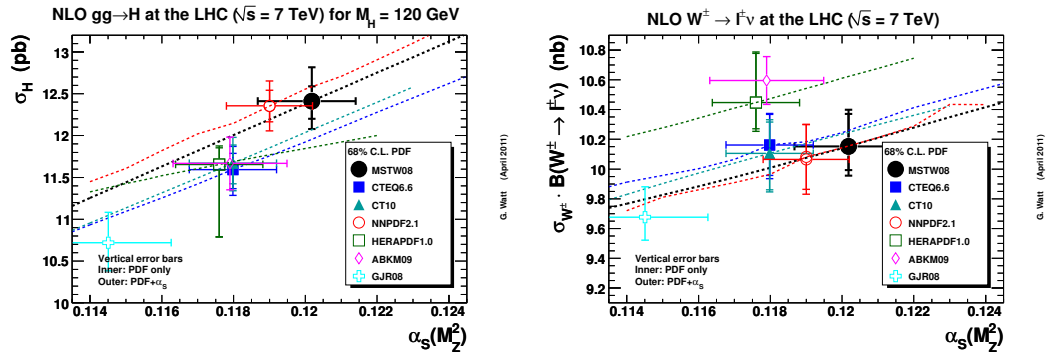 NLO gg→H at the LHC (√s = 7 TeV) for M_H = 120 GeV
σ_H (pb)
13
12.5
12
11.5
11
10.5
10
68% C.L. PDF
MSTW08
CTEQ6.6
CT10
NNPDF2.1
HERAPDF1.0
ABKM09
GJR08
Vertical error bars
Inner: PDF only
Outer: PDF+α_S
0.114 0.116 0.118 0.12 0.122 0.124
α_S(M²_Z)
G. Watt (April 2011)
NLO W^± → l^±ν at the LHC (√s = 7 TeV)
σ_W^± · B(W^± → l^±ν) (nb)
10.8
10.6
10.4
10.2
10
9.8
9.6
9.4
9.2
68% C.L. PDF
MSTW08
CTEQ6.6
CT10
NNPDF2.1
HERAPDF1.0
ABKM09
GJR08
Vertical error bars
Inner: PDF only
Outer: PDF+α_S
0.114 0.116 0.118 0.12 0.122 0.124
α_S(M²_Z)
G. Watt (April 2011)